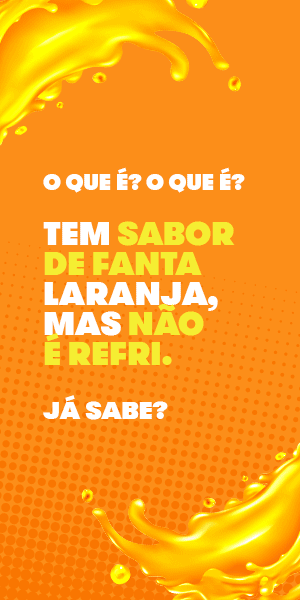 O QUE É? O QUE É?
TEM SABOR
DE FANTA
LARANJA,
MAS NÃO
É REFRI.
JÁ SABE?